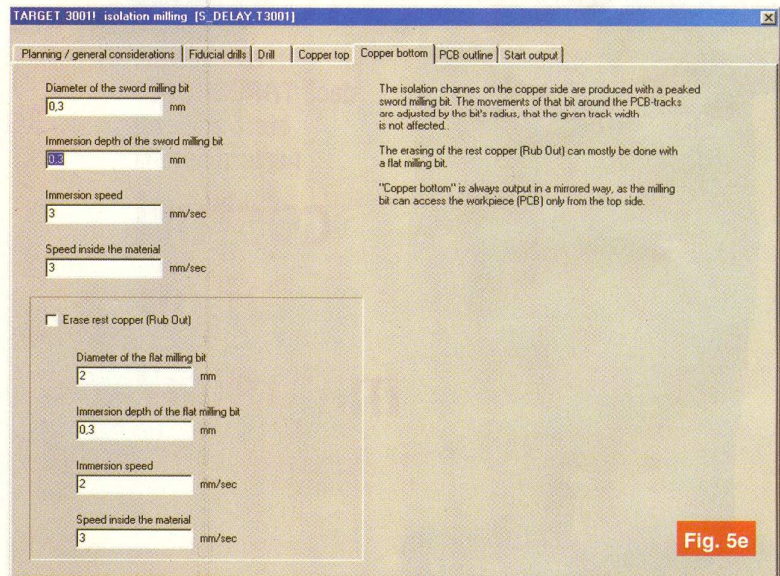 TARGET 3001! isolation milling [S_DELAY.T3001]
Planning / general considerations Fiducial drills Drill Copper top Copper bottom PCB outline Start output
Diameter of the sword milling bit
0,3 mm
Immersion depth of the sword milling bit
0,3 mm
Immersion speed
3 mm/sec
Speed inside the material
3 mm/sec
Erase rest copper (Rub Out)
Diameter of the flat milling bit
2 mm
Immersion depth of the flat milling bit
0,3 mm
Immersion speed
2 mm/sec
Speed inside the material
3 mm/sec
The isolation channes on the copper side are produced with a peaked
sword milling bit. The movements of that bit around the PCB-tracks
are adjusted by the bit's radius, that the given track width
is not affected..
The erasing of the rest copper (Rub Out) can mostly be done with
a flat milling bit.
"Copper bottom" is always output in a mirrored way, as the milling
bit can access the workpiece (PCB) only from the top side.
Fig. 5e